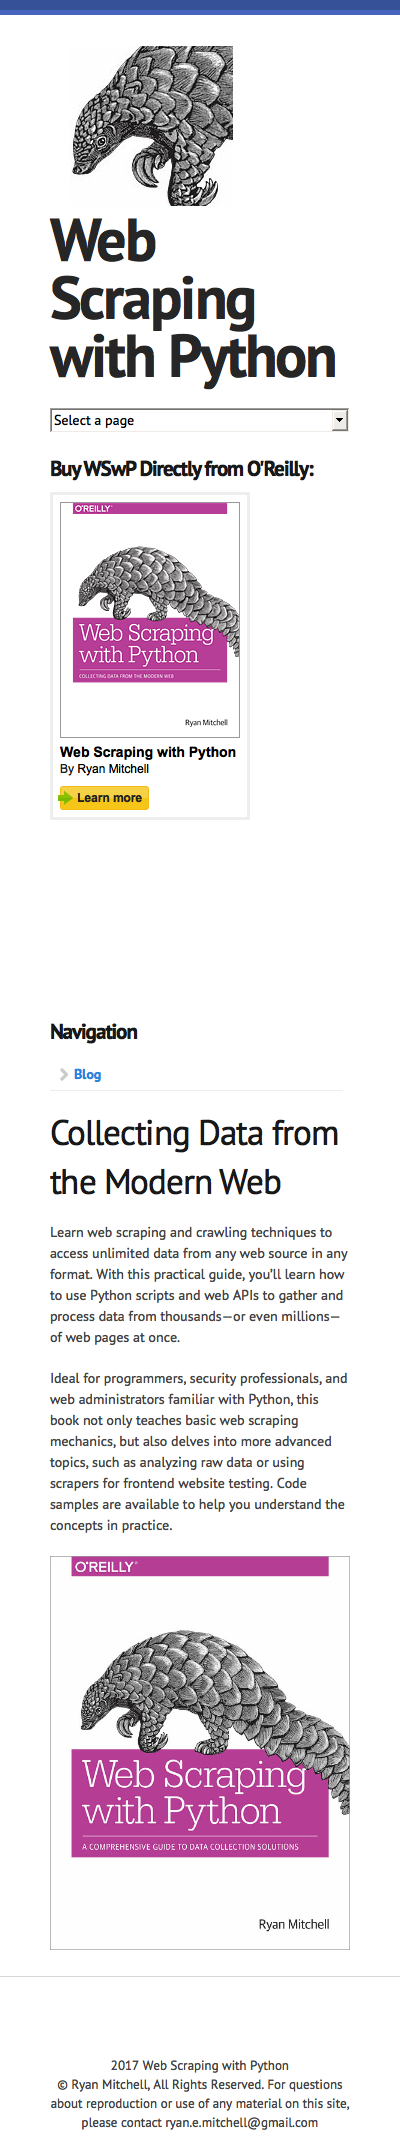 Web
Scraping
with Python
Select a page
Buy WSwP Directly from O'Reilly:
O'REILLY®
Web Scraping
with Python
COLLECTING DATA FROM THE MODERN WEB
Ryan Mitchell
Web Scraping with Python
By Ryan Mitchell
Learn more
Navigation
Blog
Collecting Data from
the Modern Web
Learn web scraping and crawling techniques to
access unlimited data from any web source in any
format. With this practical guide, you’ll learn how
to use Python scripts and web APIs to gather and
process data from thousands—or even millions—
of web pages at once.
Ideal for programmers, security professionals, and
web administrators familiar with Python, this
book not only teaches basic web scraping
mechanics, but also delves into more advanced
topics, such as analyzing raw data or using
scrapers for frontend website testing. Code
samples are available to help you understand the
concepts in practice.
O'REILLY®
Web Scraping
with Python
A COMPREHENSIVE GUIDE TO DATA COLLECTION SOLUTIONS
Ryan Mitchell
2017 Web Scraping with Python
© Ryan Mitchell, All Rights Reserved. For questions
about reproduction or use of any material on this site,
please contact ryan.e.mitchell@gmail.com